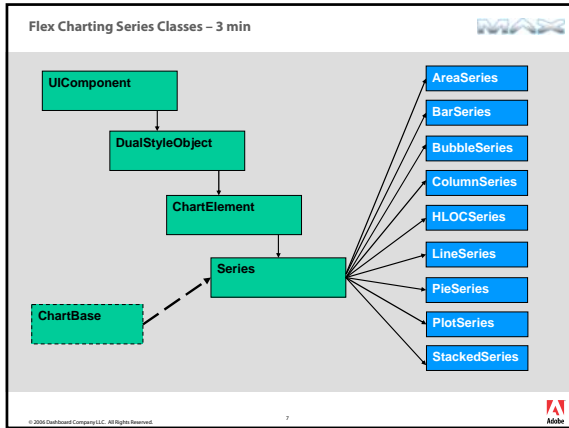 Flex Charting Series Classes – 3 min
MAX
UIComponent
DualStyleObject
ChartElement
Series
ChartBase
AreaSeries
BarSeries
BubbleSeries
ColumnSeries
HLOCSeries
LineSeries
PieSeries
PlotSeries
StackedSeries
© 2006 Dashboard Company LLC. All Rights Reserved.
7
Adobe